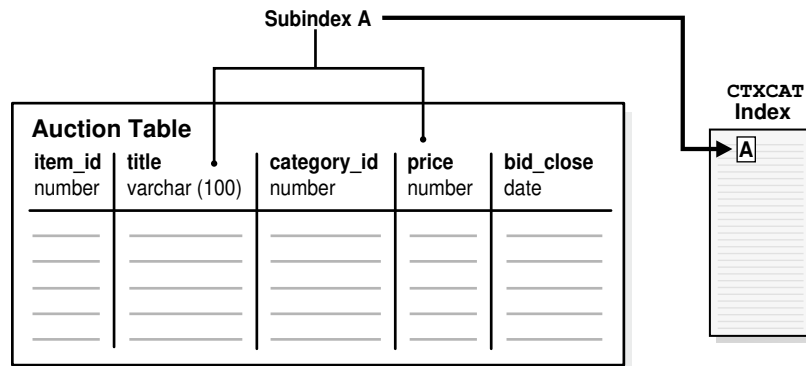 Subindex A
CTXCAT
Index
A
Auction Table
item_id title category_id price bid_close
number varchar (100) number number date